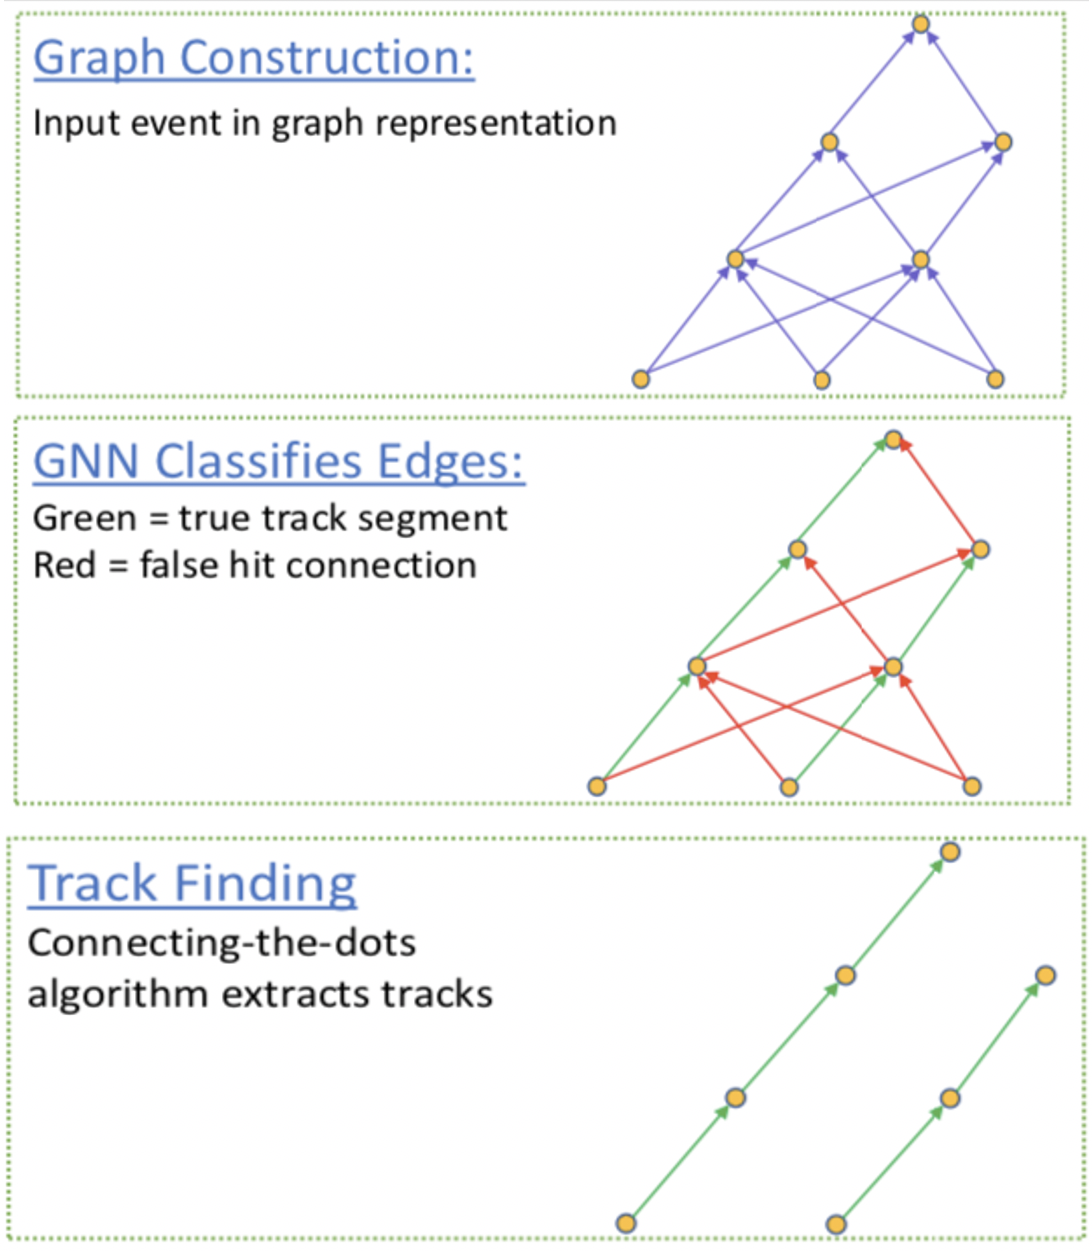 Graph Construction:
Input event in graph representation
GNN Classifies Edges:
Green = true track segment
Red = false hit connection
Track Finding
Connecting-the-dots
algorithm extracts tracks